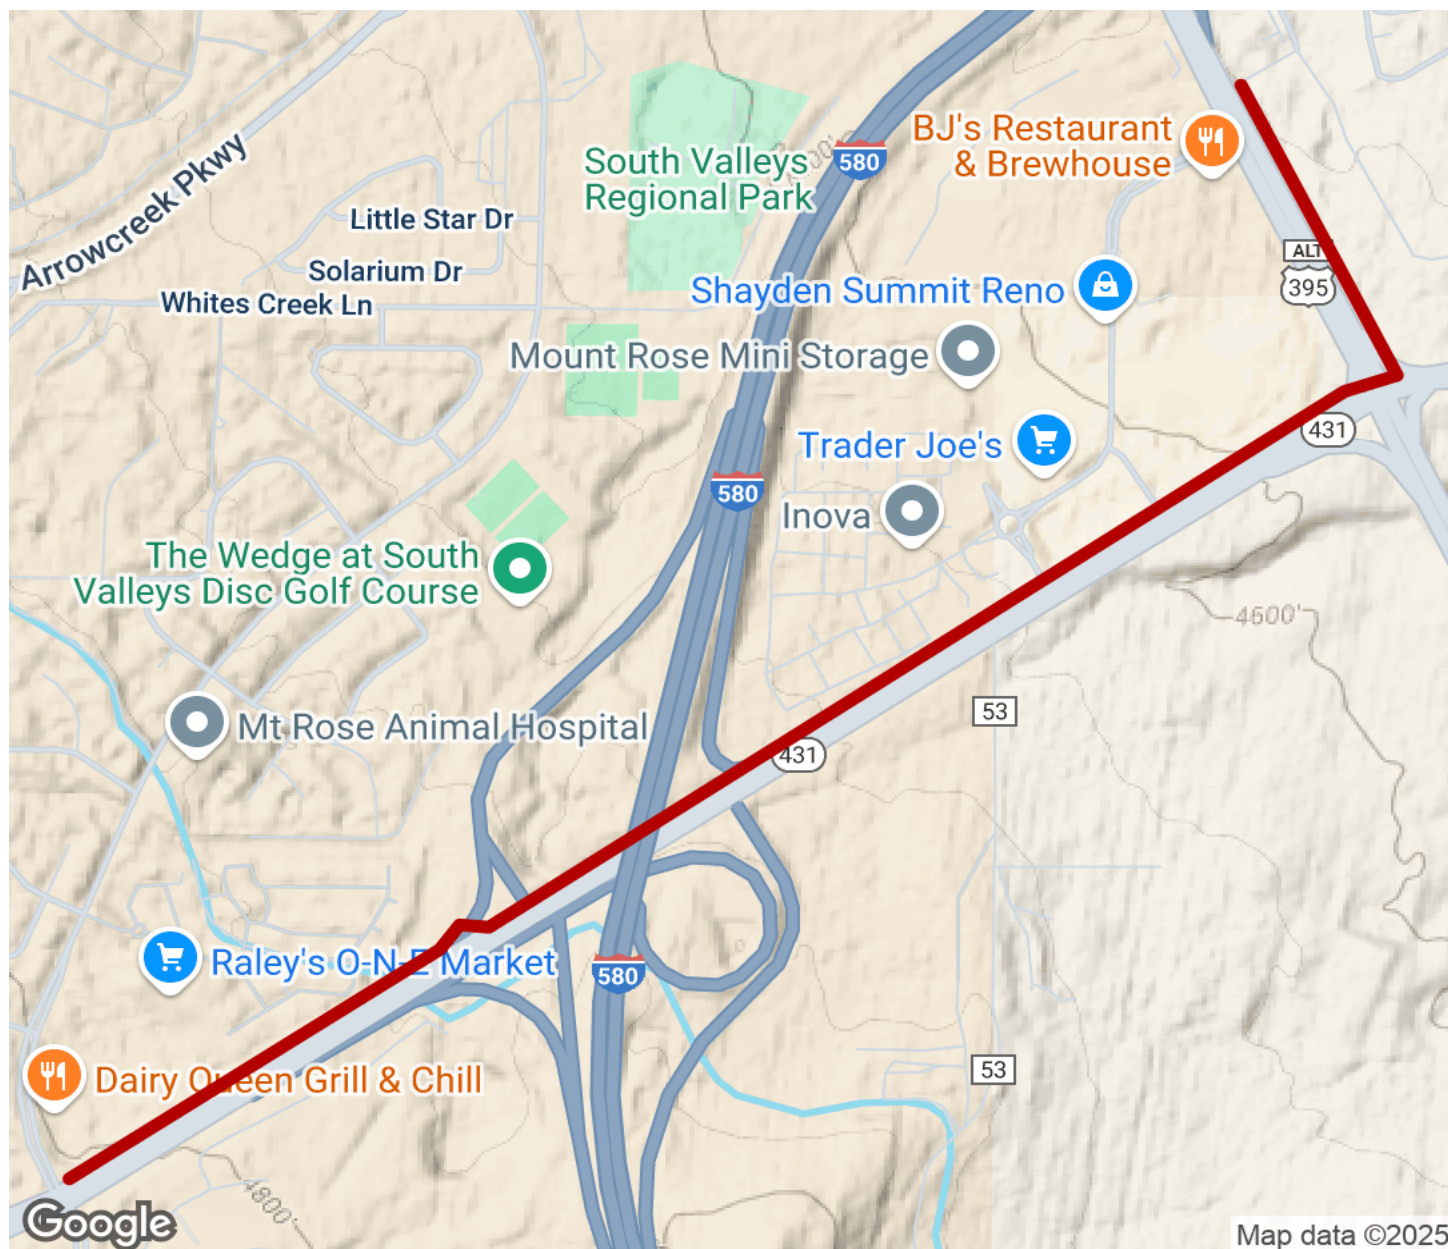 580
BJ's Restaurant
& Brewhouse
South Valleys
Regional Park
Arrowcreek Pkwy
Little Star Dr
ALT
395
Solarium Dr
Shayden Summit Reno
Whites Creek Ln
Mount Rose Mini Storage
431
Trader Joe's
580
Inova
The Wedge at South
Valleys Disc Golf Course
4600'
53
Mt Rose Animal Hospital
431
Raley's O-N-E Market
580
53
Dairy Queen Grill & Chill
4800'
Google
Map data ©2025